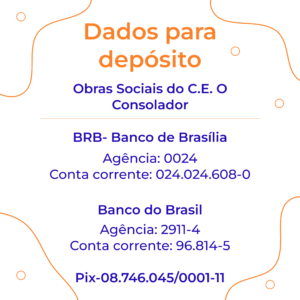 Dados para
depósito
Obras Sociais do C.E. O
Consolador
BRB- Banco de Brasília
Agência: 0024
Conta corrente: 024.024.608-0
Banco do Brasil
Agência: 2911-4
Conta corrente: 96.814-5
Pix-08.746.045/0001-11